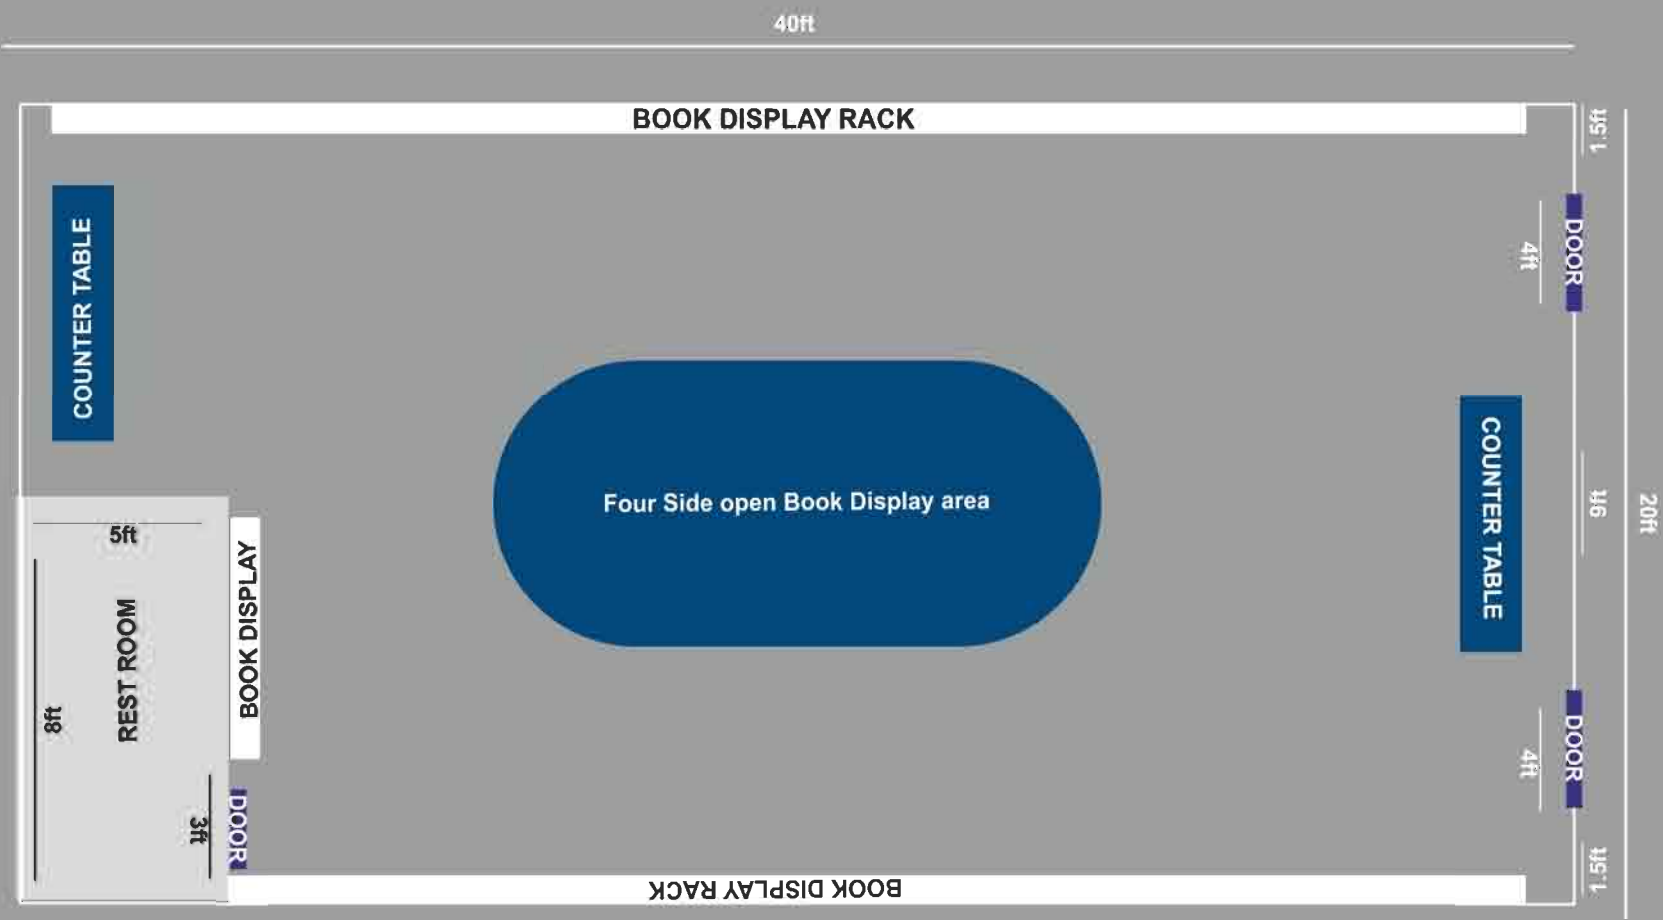 40ft
BOOK DISPLAY RACK
1.5ft
COUNTER TABLE
4ft
DOOR
Four Side open Book Display area
COUNTER TABLE
9ft
20ft
5ft
REST ROOM
8ft
BOOK DISPLAY
3ft
DOOR
4ft
DOOR
BOOK DISPLAY RACK
1.5ft